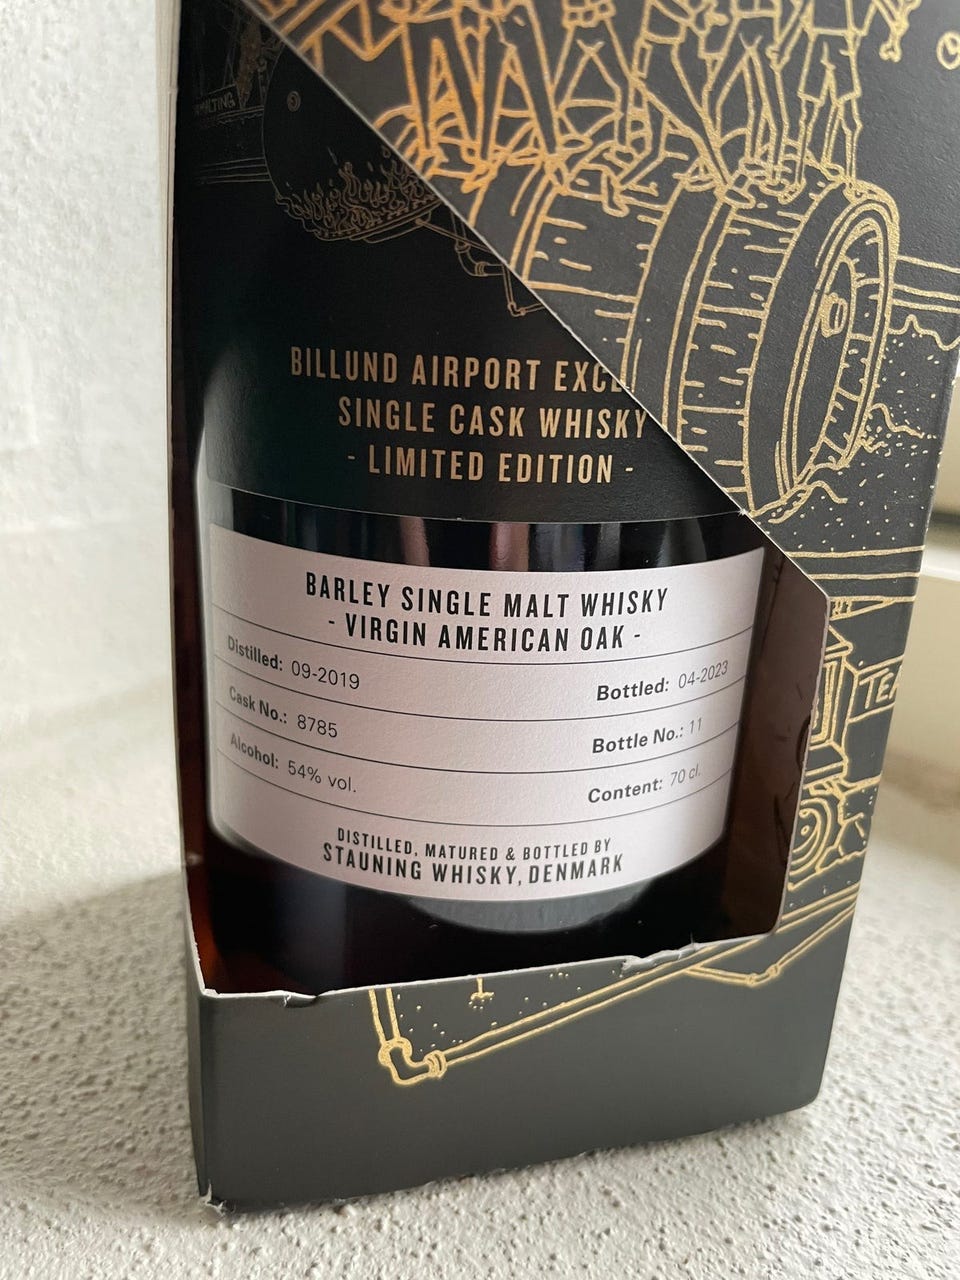 MALTING
BILLUND AIRPORT
SINGLE CASK WHISKY
- LIMITED EDITION -
BARLEY SINGLE MALT WHISKY
- VIRGIN AMERICAN OAK -
Distilled: 09-2019 Bottled: 04-2023
Cask No.: 8785 Bottle No.: 11
Alcohol: 54% vol. Content: 70 cl.
DISTILLED, MATURED & BOTTLED BY
STAUNING WHISKY, DENMARK